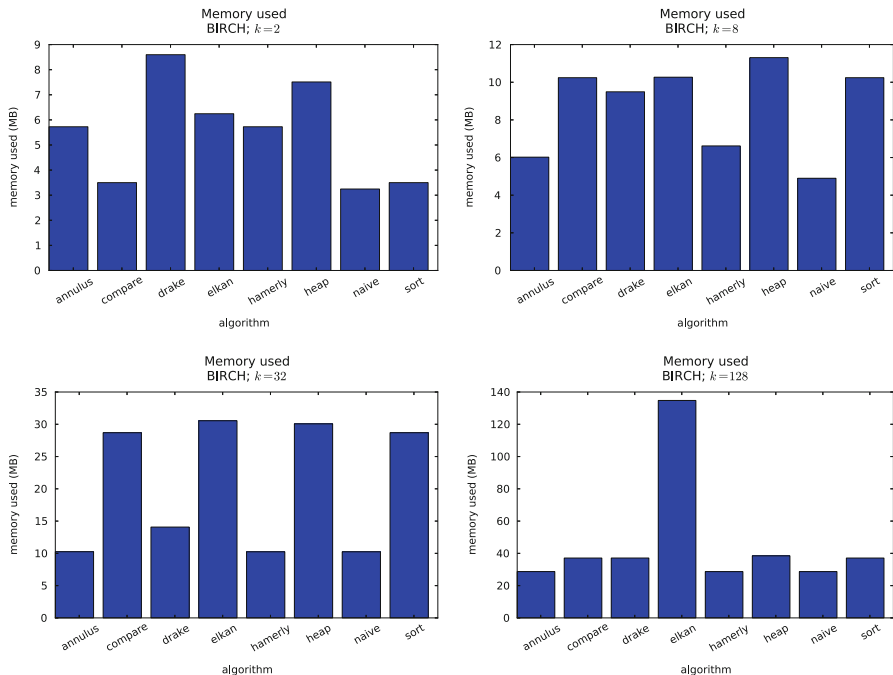 Memory used
BIRCH; k=2
9
8
7
6
5
4
3
2
1
0
memory used (MB)
annulus
compare
drake
elkan
hamerly
heap
naive
sort
algorithm
Memory used
BIRCH; k=8
12
10
8
6
4
2
0
memory used (MB)
annulus
compare
drake
elkan
hamerly
heap
naive
sort
algorithm
Memory used
BIRCH; k=32
35
30
25
20
15
10
5
0
memory used (MB)
annulus
compare
drake
elkan
hamerly
heap
naive
sort
algorithm
Memory used
BIRCH; k=128
140
120
100
80
60
40
20
0
memory used (MB)
annulus
compare
drake
elkan
hamerly
heap
naive
sort
algorithm